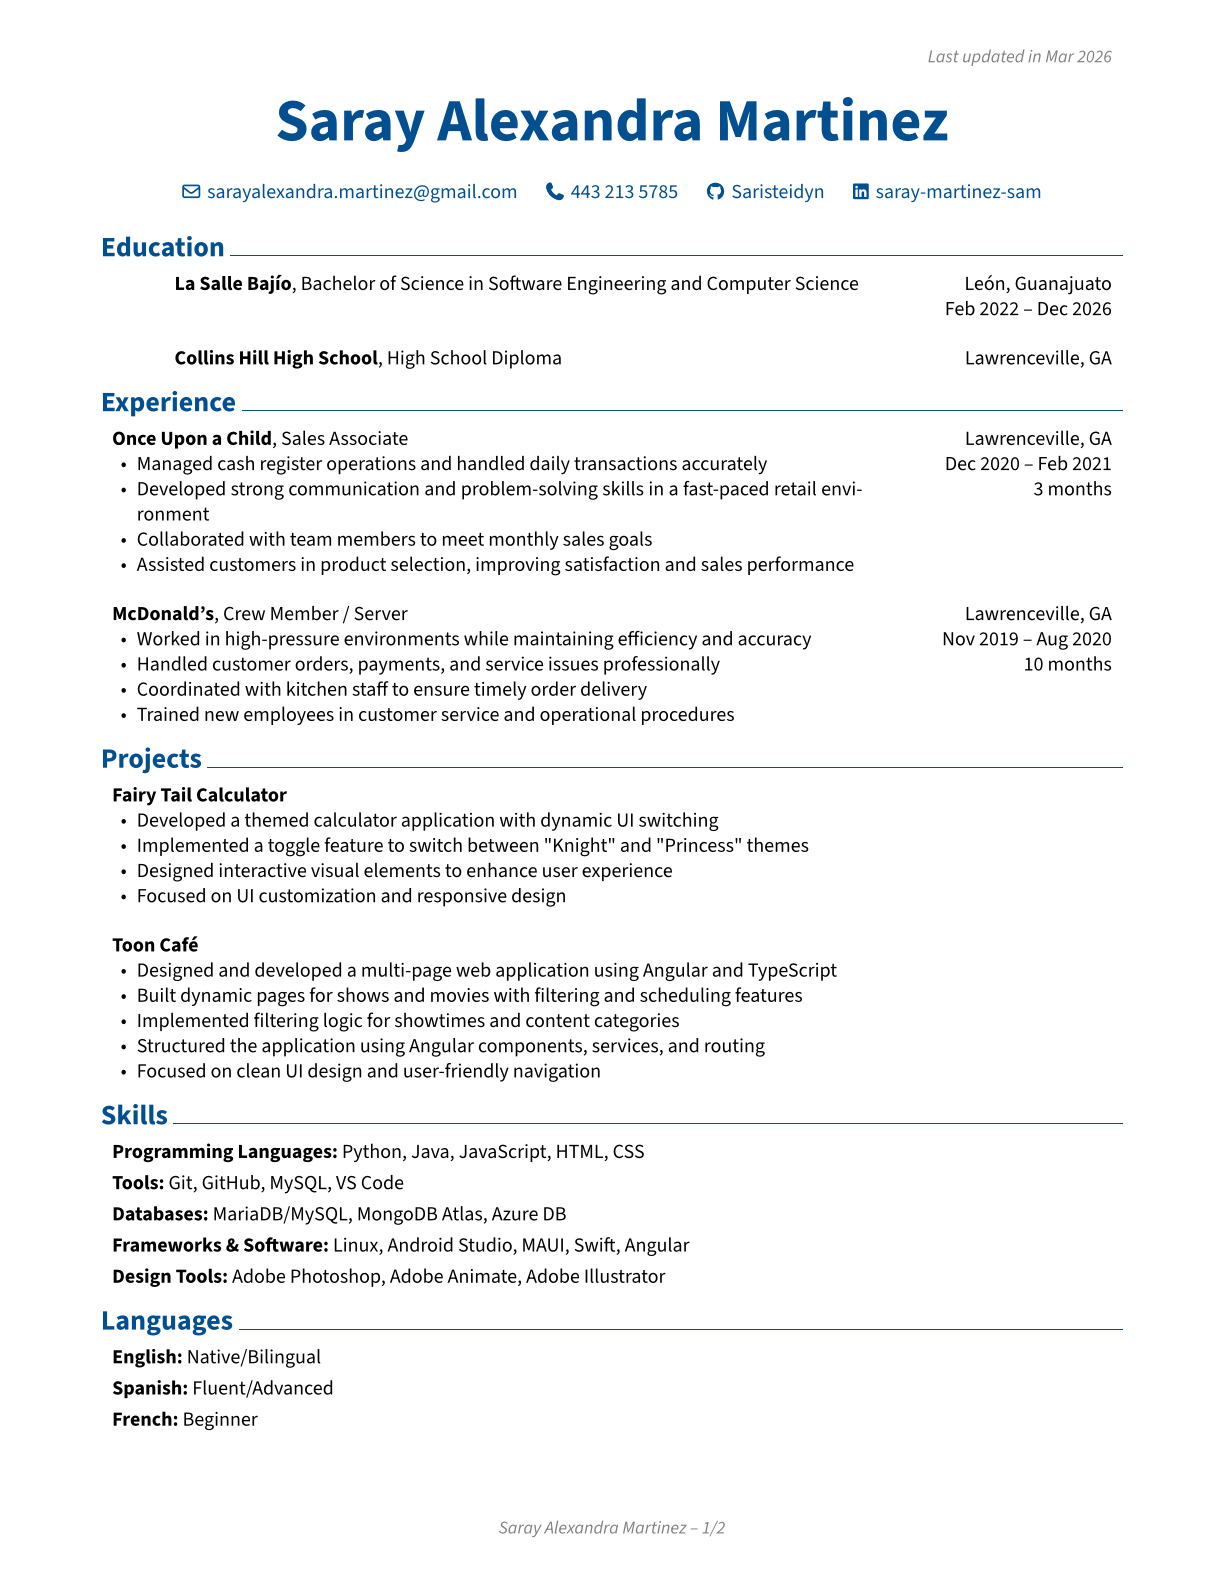 Last updated in Mar 2026
Saray Alexandra Martinez
sarayalexandra.martinez@gmail.com 443 213 5785 Saristeidyn saray-martinez-sam
Education
La Salle Bajío, Bachelor of Science in Software Engineering and Computer Science León, Guanajuato
Feb 2022 – Dec 2026
Collins Hill High School, High School Diploma Lawrenceville, GA
Experience
Once Upon a Child, Sales Associate Lawrenceville, GA
• Managed cash register operations and handled daily transactions accurately Dec 2020 – Feb 2021
• Developed strong communication and problem-solving skills in a fast-paced retail envi- 3 months
ronment
• Collaborated with team members to meet monthly sales goals
• Assisted customers in product selection, improving satisfaction and sales performance
McDonald’s, Crew Member / Server Lawrenceville, GA
• Worked in high-pressure environments while maintaining efficiency and accuracy Nov 2019 – Aug 2020
• Handled customer orders, payments, and service issues professionally 10 months
• Coordinated with kitchen staff to ensure timely order delivery
• Trained new employees in customer service and operational procedures
Projects
Fairy Tail Calculator
• Developed a themed calculator application with dynamic UI switching
• Implemented a toggle feature to switch between "Knight" and "Princess" themes
• Designed interactive visual elements to enhance user experience
• Focused on UI customization and responsive design
Toon Café
• Designed and developed a multi-page web application using Angular and TypeScript
• Built dynamic pages for shows and movies with filtering and scheduling features
• Implemented filtering logic for showtimes and content categories
• Structured the application using Angular components, services, and routing
• Focused on clean UI design and user-friendly navigation
Skills
Programming Languages: Python, Java, JavaScript, HTML, CSS
Tools: Git, GitHub, MySQL, VS Code
Databases: MariaDB/MySQL, MongoDB Atlas, Azure DB
Frameworks & Software: Linux, Android Studio, MAUI, Swift, Angular
Design Tools: Adobe Photoshop, Adobe Animate, Adobe Illustrator
Languages
English: Native/Bilingual
Spanish: Fluent/Advanced
French: Beginner
Saray Alexandra Martinez – 1/2